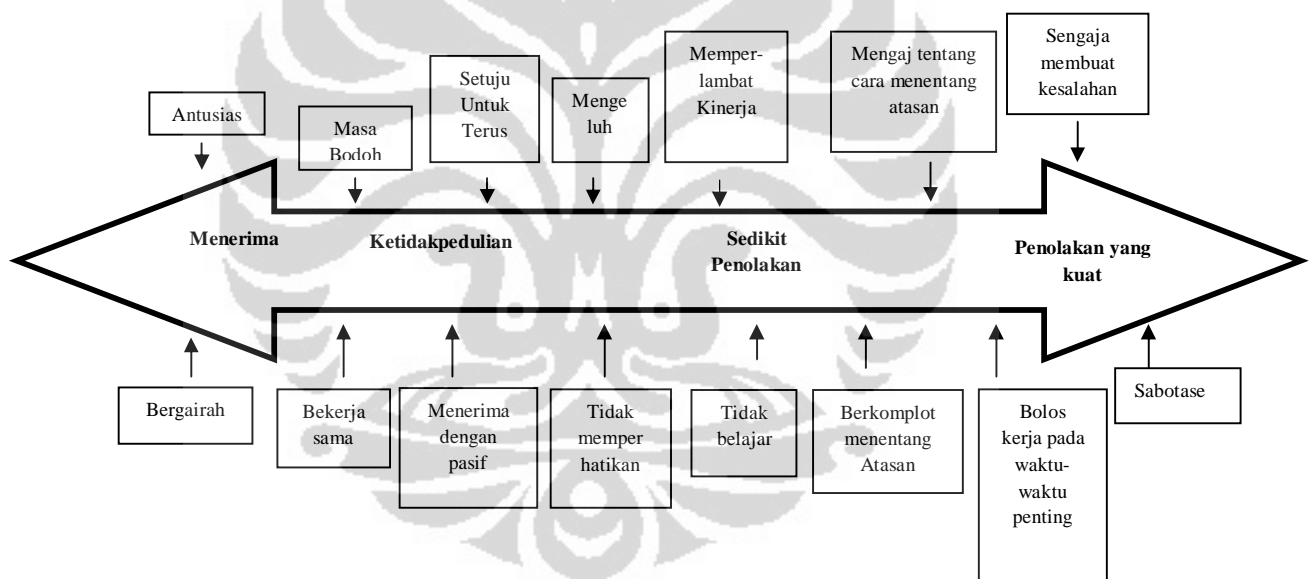 Antusias
Masa
Bodoh
Setuju
Untuk
Terus
Menge
luh
Memper-
lambat
Kinerja
Mengaj tentang
cara menentang
atasan
Sengaja
membuat
kesalahan
Menerima
Ketidakpedulian
Sedikit
Penolakan
Penolakan yang
kuat
Bergairah
Bekerja
sama
Menerima
dengan
pasif
Tidak
memper
hatikan
Tidak
belajar
Berkomplot
menentang
Atasan
Bolos
kerja pada
waktu-
waktu
penting
Sabotase